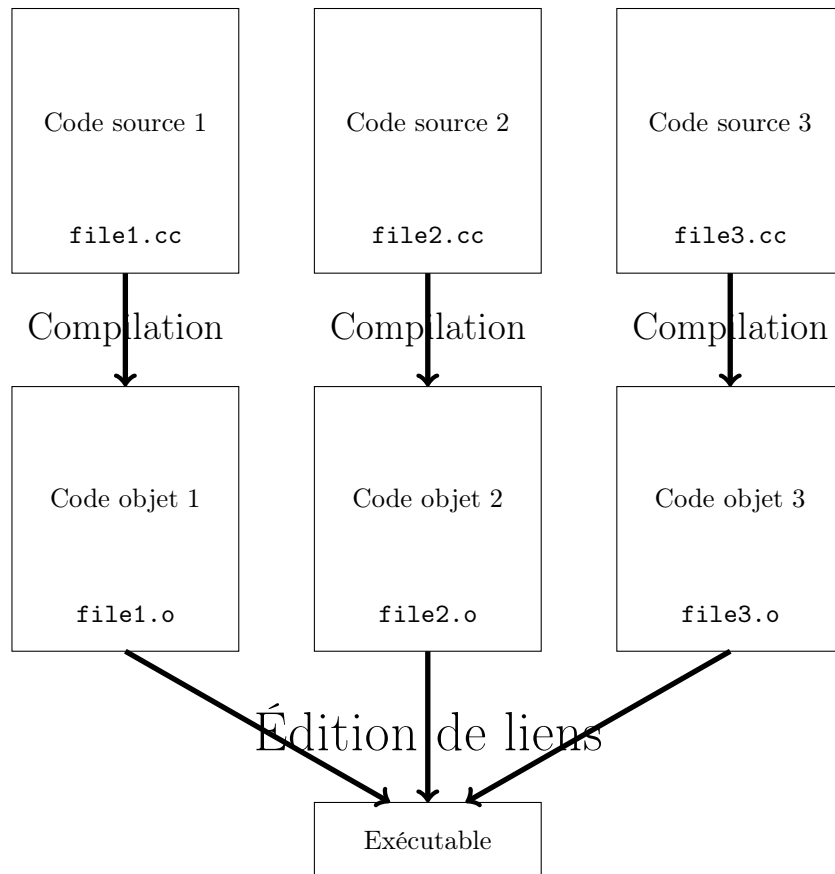 Code source 1
Code source 2
Code source 3
file1.cc
file2.cc
file3.cc
Compilation
Compilation
Compilation
Code objet 1
Code objet 2
Code objet 3
file1.o
file2.o
file3.o
Édition de liens
Exécutable